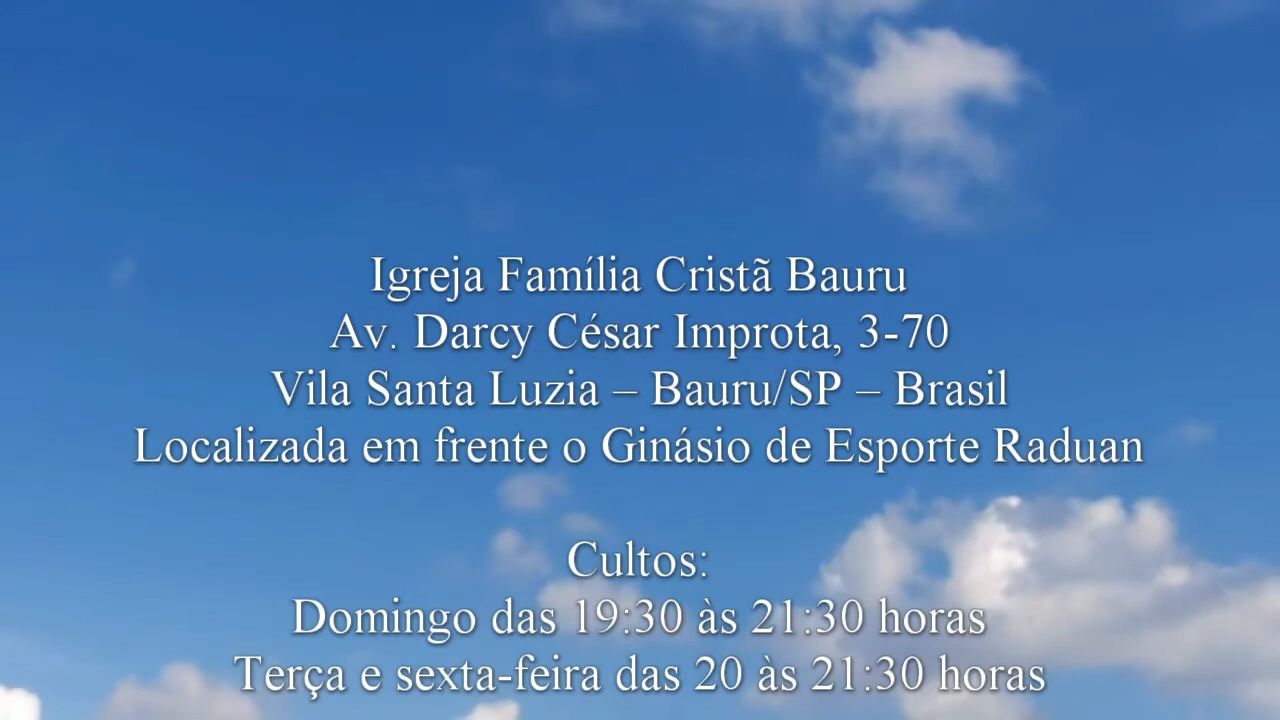 Igreja Família Cristã Bauru
Av. Darcy César Improta, 3-70
Vila Santa Luzia – Bauru/SP – Brasil
Localizada em frente o Ginásio de Esporte Raduan
Cultos:
Domingo das 19:30 às 21:30 horas
Terça e sexta-feira das 20 às 21:30 horas